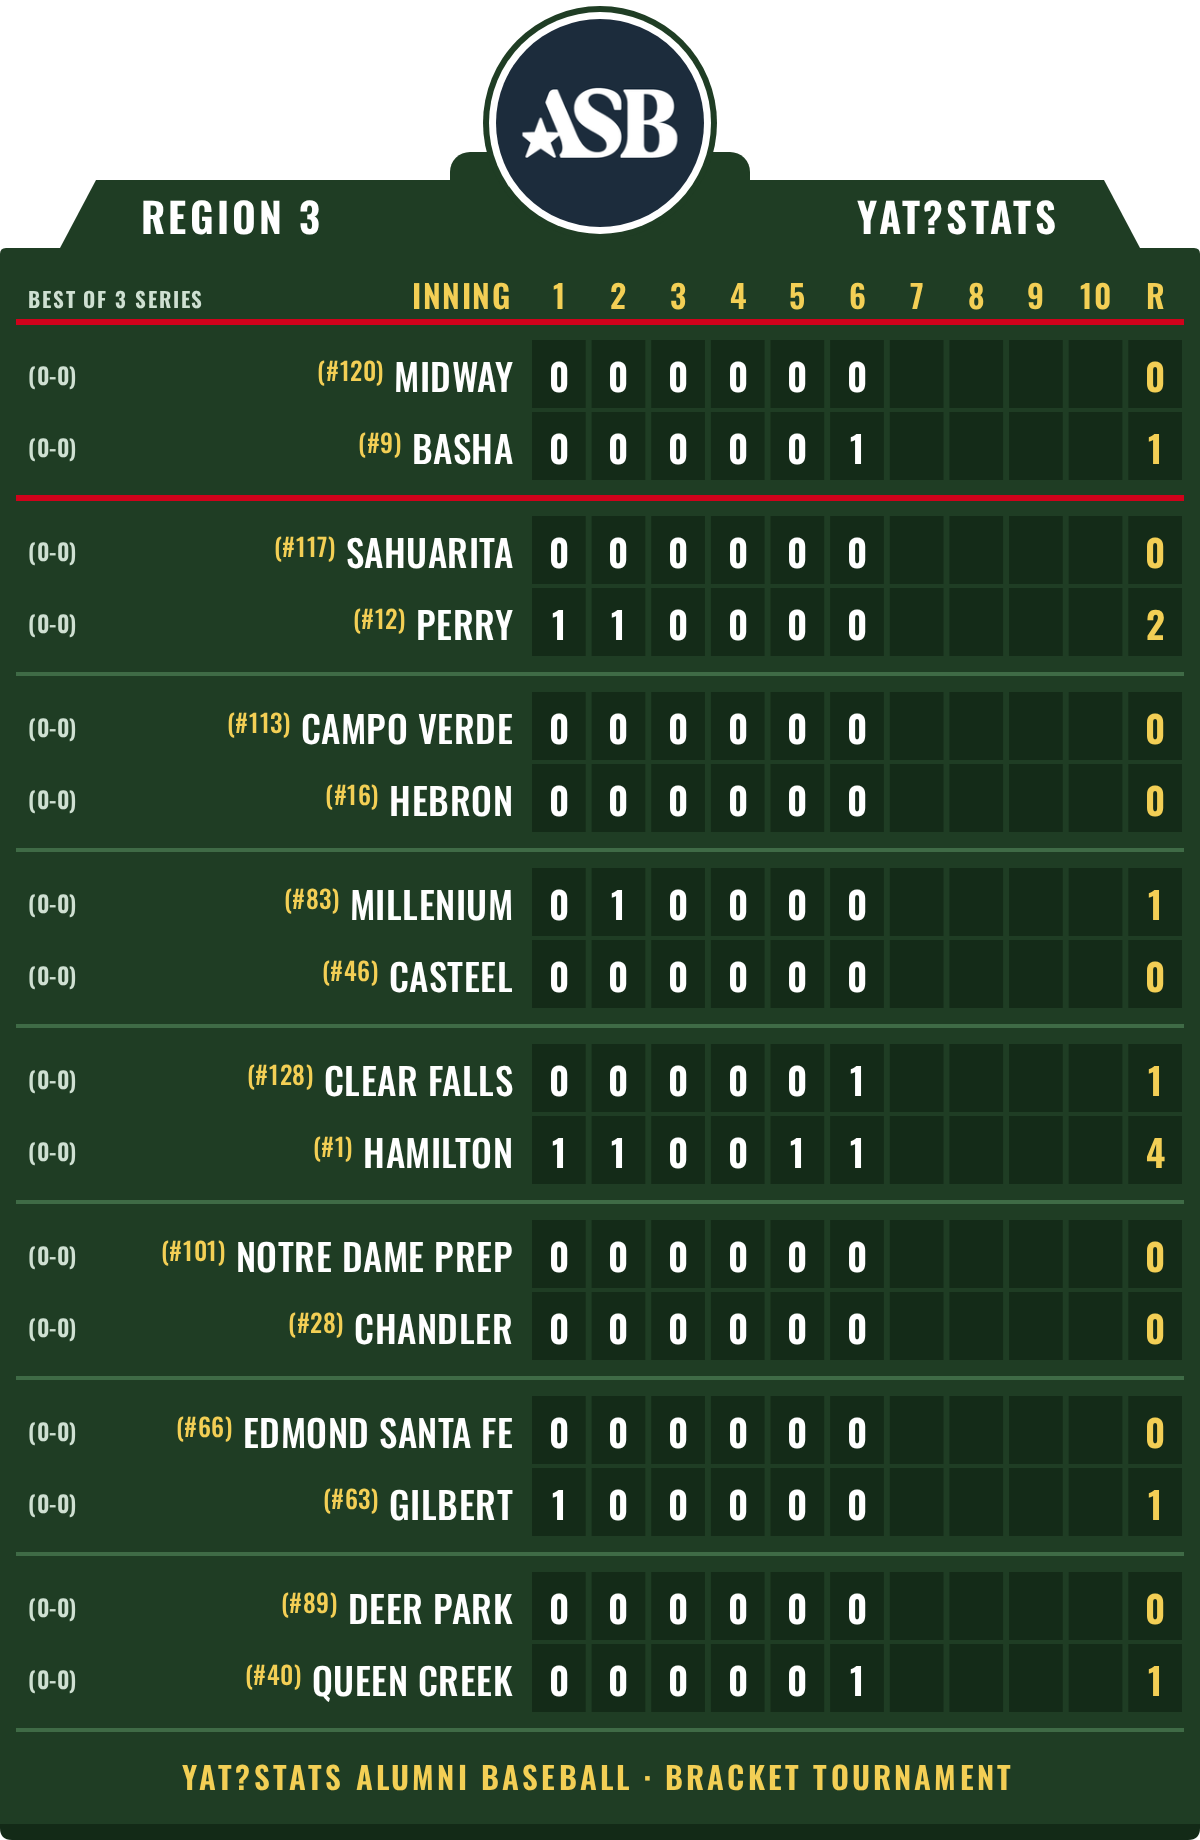 ASB
REGION 3 YAT?STATS
BEST OF 3 SERIES INNING 1 2 3 4 5 6 7 8 9 10 R
(0-0) (#120) MIDWAY 0 0 0 0 0 0 0
(0-0) (#9) BASHA 0 0 0 0 0 1 1
(0-0) (#117) SAHUARITA 0 0 0 0 0 0 0
(0-0) (#12) PERRY 1 1 0 0 0 0 2
(0-0) (#113) CAMPO VERDE 0 0 0 0 0 0 0
(0-0) (#16) HEBRON 0 0 0 0 0 0 0
(0-0) (#83) MILLENIUM 0 1 0 0 0 0 1
(0-0) (#46) CASTEEL 0 0 0 0 0 0 0
(0-0) (#128) CLEAR FALLS 0 0 0 0 0 1 1
(0-0) (#1) HAMILTON 1 1 0 0 1 1 4
(0-0) (#101) NOTRE DAME PREP 0 0 0 0 0 0 0
(0-0) (#28) CHANDLER 0 0 0 0 0 0 0
(0-0) (#66) EDMOND SANTA FE 0 0 0 0 0 0 0
(0-0) (#63) GILBERT 1 0 0 0 0 0 1
(0-0) (#89) DEER PARK 0 0 0 0 0 0 0
(0-0) (#40) QUEEN CREEK 0 0 0 0 0 1 1
YAT?STATS ALUMNI BASEBALL · BRACKET TOURNAMENT